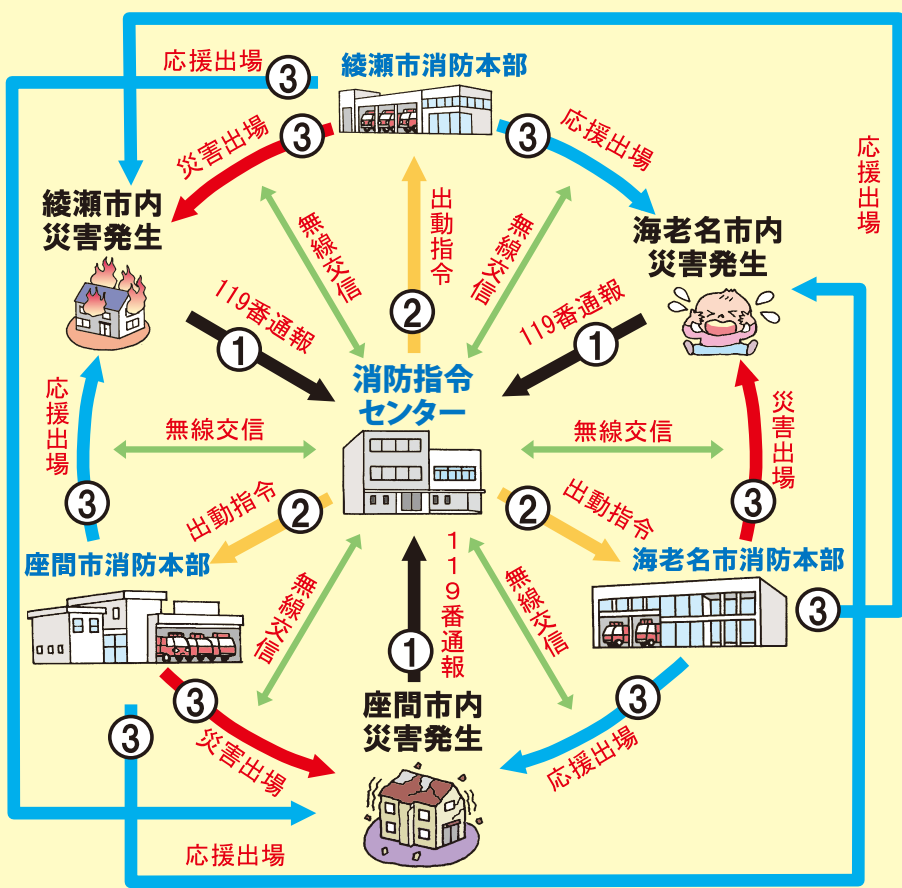 応援出場
③
綾瀬市消防本部
災害出場
③
③
応援出場
応援出場
綾瀬市内
災害発生
無線交信
出動指令
②
無線交信
海老名市内
災害発生
119番通報
①
119番通報
①
消防指令
センター
応援出場
③
無線交信
無線交信
災害出場
③
出動指令
②
②
出動指令
座間市消防本部
海老名市消防本部
③
無線交信
119番通報
①
無線交信
座間市内
災害発生
③
災害出場
③
応援出場
③
応援出場